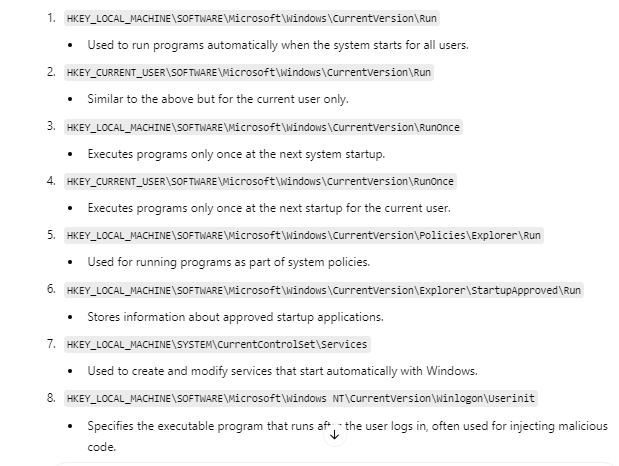 1. HKEY_LOCAL_MACHINE\SOFTWARE\Microsoft\Windows\CurrentVersion\Run
• Used to run programs automatically when the system starts for all users.
2. HKEY_CURRENT_USER\SOFTWARE\Microsoft\Windows\CurrentVersion\Run
• Similar to the above but for the current user only.
3. HKEY_LOCAL_MACHINE\SOFTWARE\Microsoft\Windows\CurrentVersion\RunOnce
• Executes programs only once at the next system startup.
4. HKEY_CURRENT_USER\SOFTWARE\Microsoft\Windows\CurrentVersion\RunOnce
• Executes programs only once at the next startup for the current user.
5. HKEY_LOCAL_MACHINE\SOFTWARE\Microsoft\Windows\CurrentVersion\Policies\Explorer\Run
• Used for running programs as part of system policies.
6. HKEY_LOCAL_MACHINE\SOFTWARE\Microsoft\Windows\CurrentVersion\Explorer\StartupApproved\Run
• Stores information about approved startup applications.
7. HKEY_LOCAL_MACHINE\SYSTEM\CurrentControlSet\Services
• Used to create and modify services that start automatically with Windows.
8. HKEY_LOCAL_MACHINE\SOFTWARE\Microsoft\Windows NT\CurrentVersion\Winlogon\Userinit
• Specifies the executable program that runs after the user logs in, often used for injecting malicious
code.